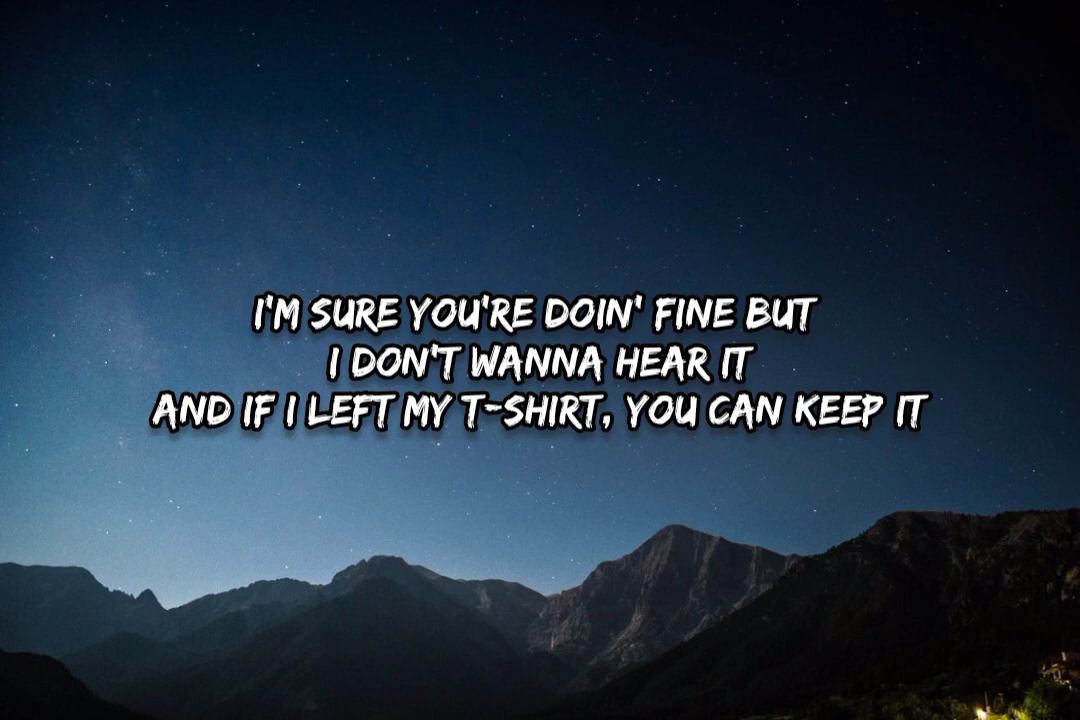 I'M SURE YOU'RE DOIN' FINE BUT
I DON'T WANNA HEAR IT
AND IF I LEFT MY T-SHIRT, YOU CAN KEEP IT